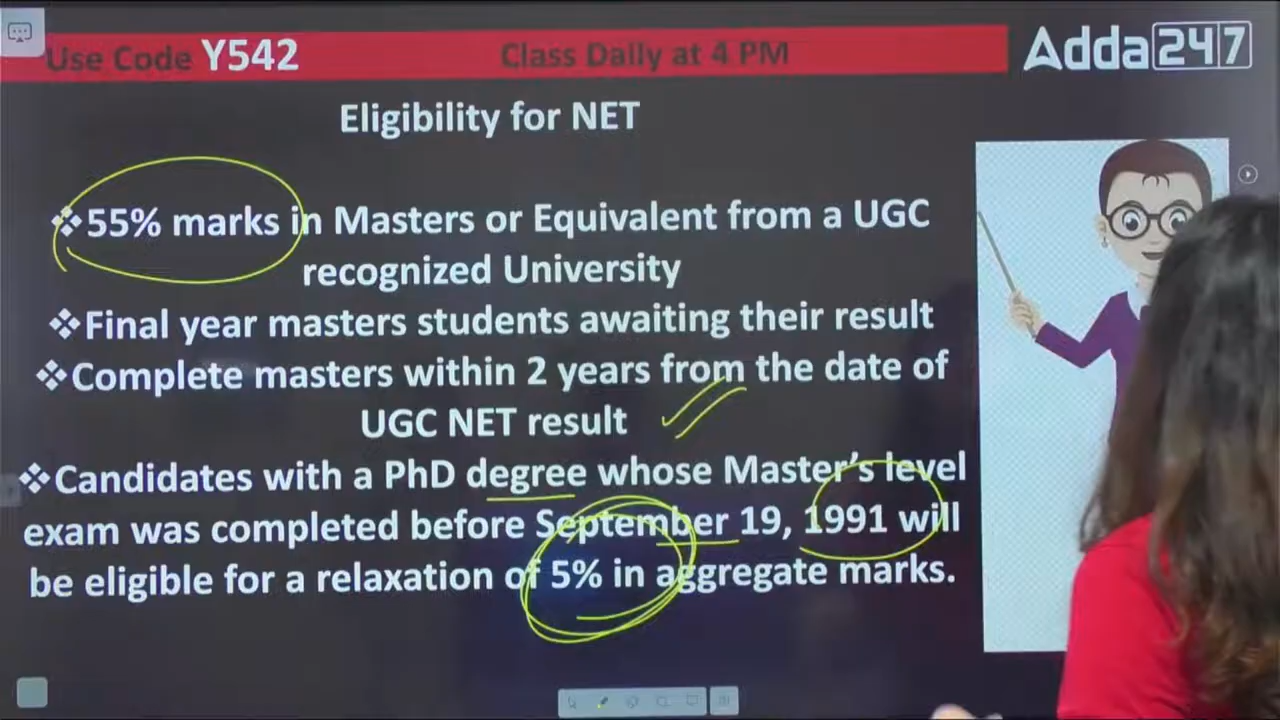 Use Code Y542 Class Daily at 4 PM Adda247
Eligibility for NET
❖55% marks in Masters or Equivalent from a UGC
recognized University
❖Final year masters students awaiting their result
❖Complete masters within 2 years from the date of
UGC NET result
❖Candidates with a PhD degree whose Master's level
exam was completed before September 19, 1991 will
be eligible for a relaxation of 5% in aggregate marks.